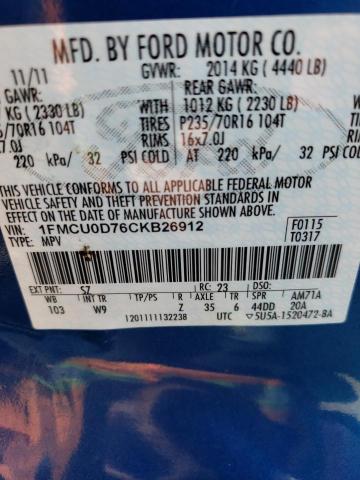 MFD. BY FORD MOTOR CO.
11/11 GVWR: 2014 KG ( 4440 LB)
GAWR: REAR GAWR:
KG ( 2330 LB) WITH 1012 KG ( 2230 LB)
/70R16 104T TIRES P235/70R16 104T
7.0J RIMS 16x7.0J
220 kPa/ 32 PSI COLD AT 220 kPa/ 32 PSI COLD
THIS VEHICLE CONFORMS TO ALL APPLICABLE FEDERAL MOTOR
VEHICLE SAFETY AND THEFT PREVENTION STANDARDS IN
EFFECT ON THE DATE OF MANUFACTURE SHOWN ABOVE.
VIN: 1FMCU0D76CKB26912 F0115
TYPE: MPV T0317
EXT PNT: SZ RC: 23 DSO:
WB TP/PS R AXLE TR SPR AM71A
103 W9 Z 35 6 44DD 20A
1201111132238 UTC 5U5A-1520472-BA